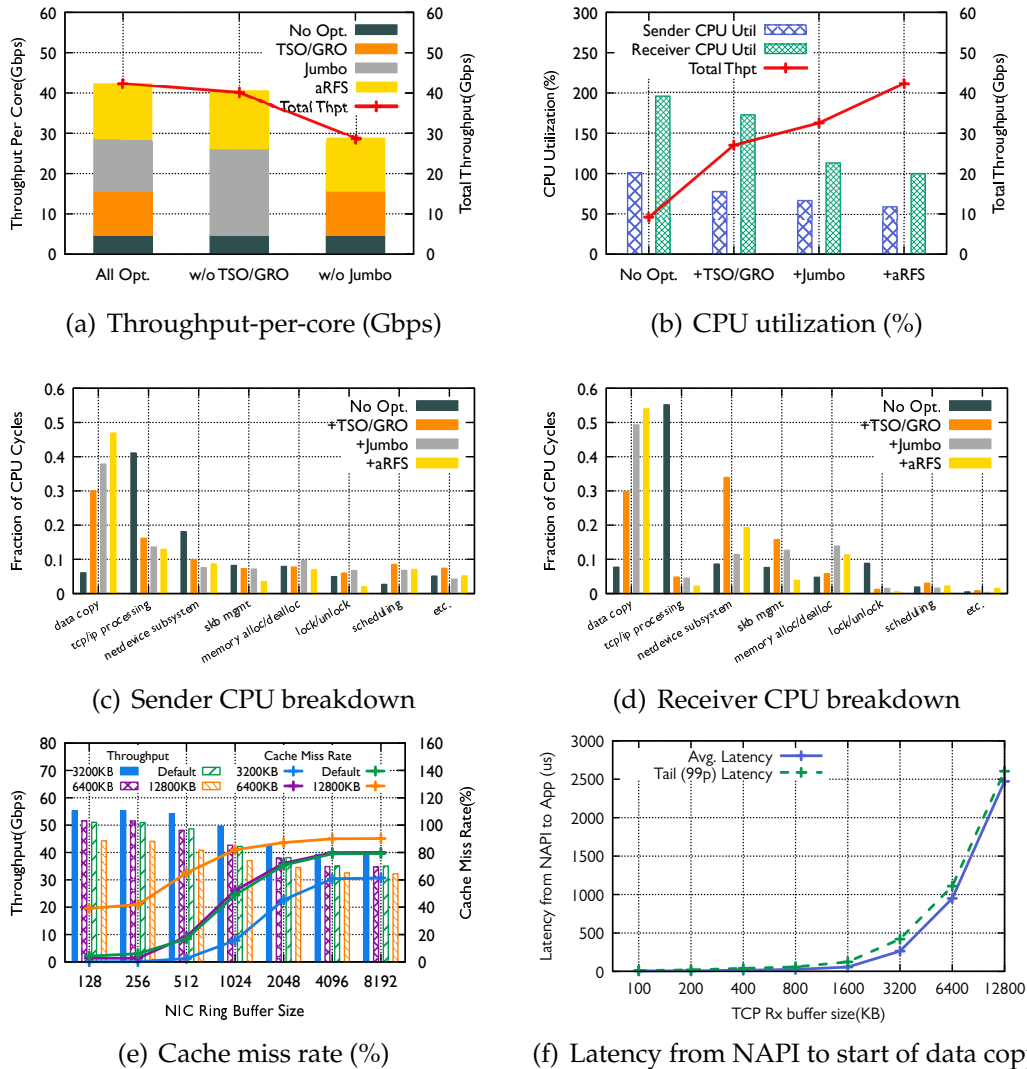 No Opt.
TSO/GRO
Jumbo
aRFS
Total Thpt
Throughput Per Core(Gbps)
Total Throughput(Gbps)
0 10 20 30 40 50 60
0 10 20 30 40 50 60
All Opt. w/o TSO/GRO w/o Jumbo
(a) Throughput-per-core (Gbps)
Sender CPU Util
Receiver CPU Util
Total Thpt
CPU Utilization(%)
Total Throughput(Gbps)
0 50 100 150 200 250 300
0 10 20 30 40 50 60
No Opt. +TSO/GRO +Jumbo +aRFS
(b) CPU utilization (%)
No Opt.
+TSO/GRO
+Jumbo
+aRFS
Fraction of CPU Cycles
0 0.1 0.2 0.3 0.4 0.5 0.6
data copy
tcp/ip processing
netdevice subsystem
skb mgmt
memory alloc/dealloc
lock/unlock
scheduling
etc.
(c) Sender CPU breakdown
No Opt.
+TSO/GRO
+Jumbo
+aRFS
Fraction of CPU Cycles
0 0.1 0.2 0.3 0.4 0.5 0.6
data copy
tcp/ip processing
netdevice subsystem
skb mgmt
memory alloc/dealloc
lock/unlock
scheduling
etc.
(d) Receiver CPU breakdown
Throughput Cache Miss Rate
3200KB Default 3200KB Default
6400KB 12800KB 6400KB 12800KB
Throughput(Gbps)
Cache Miss Rate(%)
0 10 20 30 40 50 60 70 80
0 20 40 60 80 100 120 140 160
128 256 512 1024 2048 4096 8192
NIC Ring Buffer Size
(e) Cache miss rate (%)
Avg. Latency
Tail (99p) Latency
Latency from NAPI to App (us)
0 500 1000 1500 2000 2500 3000
100 200 400 800 1600 3200 6400 12800
TCP Rx buffer size(KB)
(f) Latency from NAPI to start of data copy